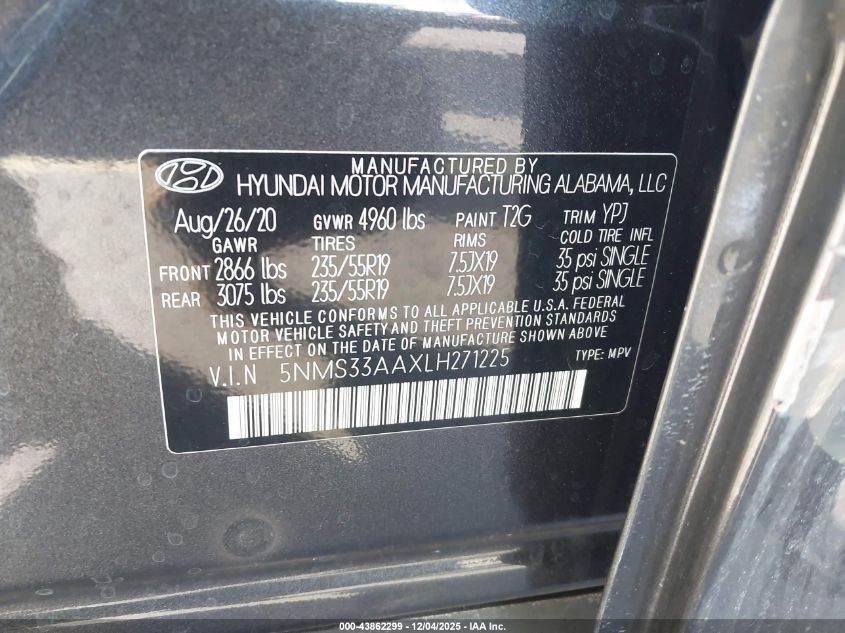 MANUFACTURED BY
HYUNDAI MOTOR MANUFACTURING ALABAMA, LLC
Aug/26/20 GVWR 4960 lbs PAINT T2G TRIM YPJ
GAWR TIRES RIMS COLD TIRE INFL
FRONT 2866 lbs 235/55R19 7.5JX19 35 psi SINGLE
REAR 3075 lbs 235/55R19 7.5JX19 35 psi SINGLE
THIS VEHICLE CONFORMS TO ALL APPLICABLE U.S.A. FEDERAL
MOTOR VEHICLE SAFETY AND THEFT PREVENTION STANDARDS
IN EFFECT ON THE DATE OF MANUFACTURE SHOWN ABOVE
V.I.N 5NMS33AAXLH271225 TYPE: MPV
000-43862299 - 12/04/2025 - IAA Inc.